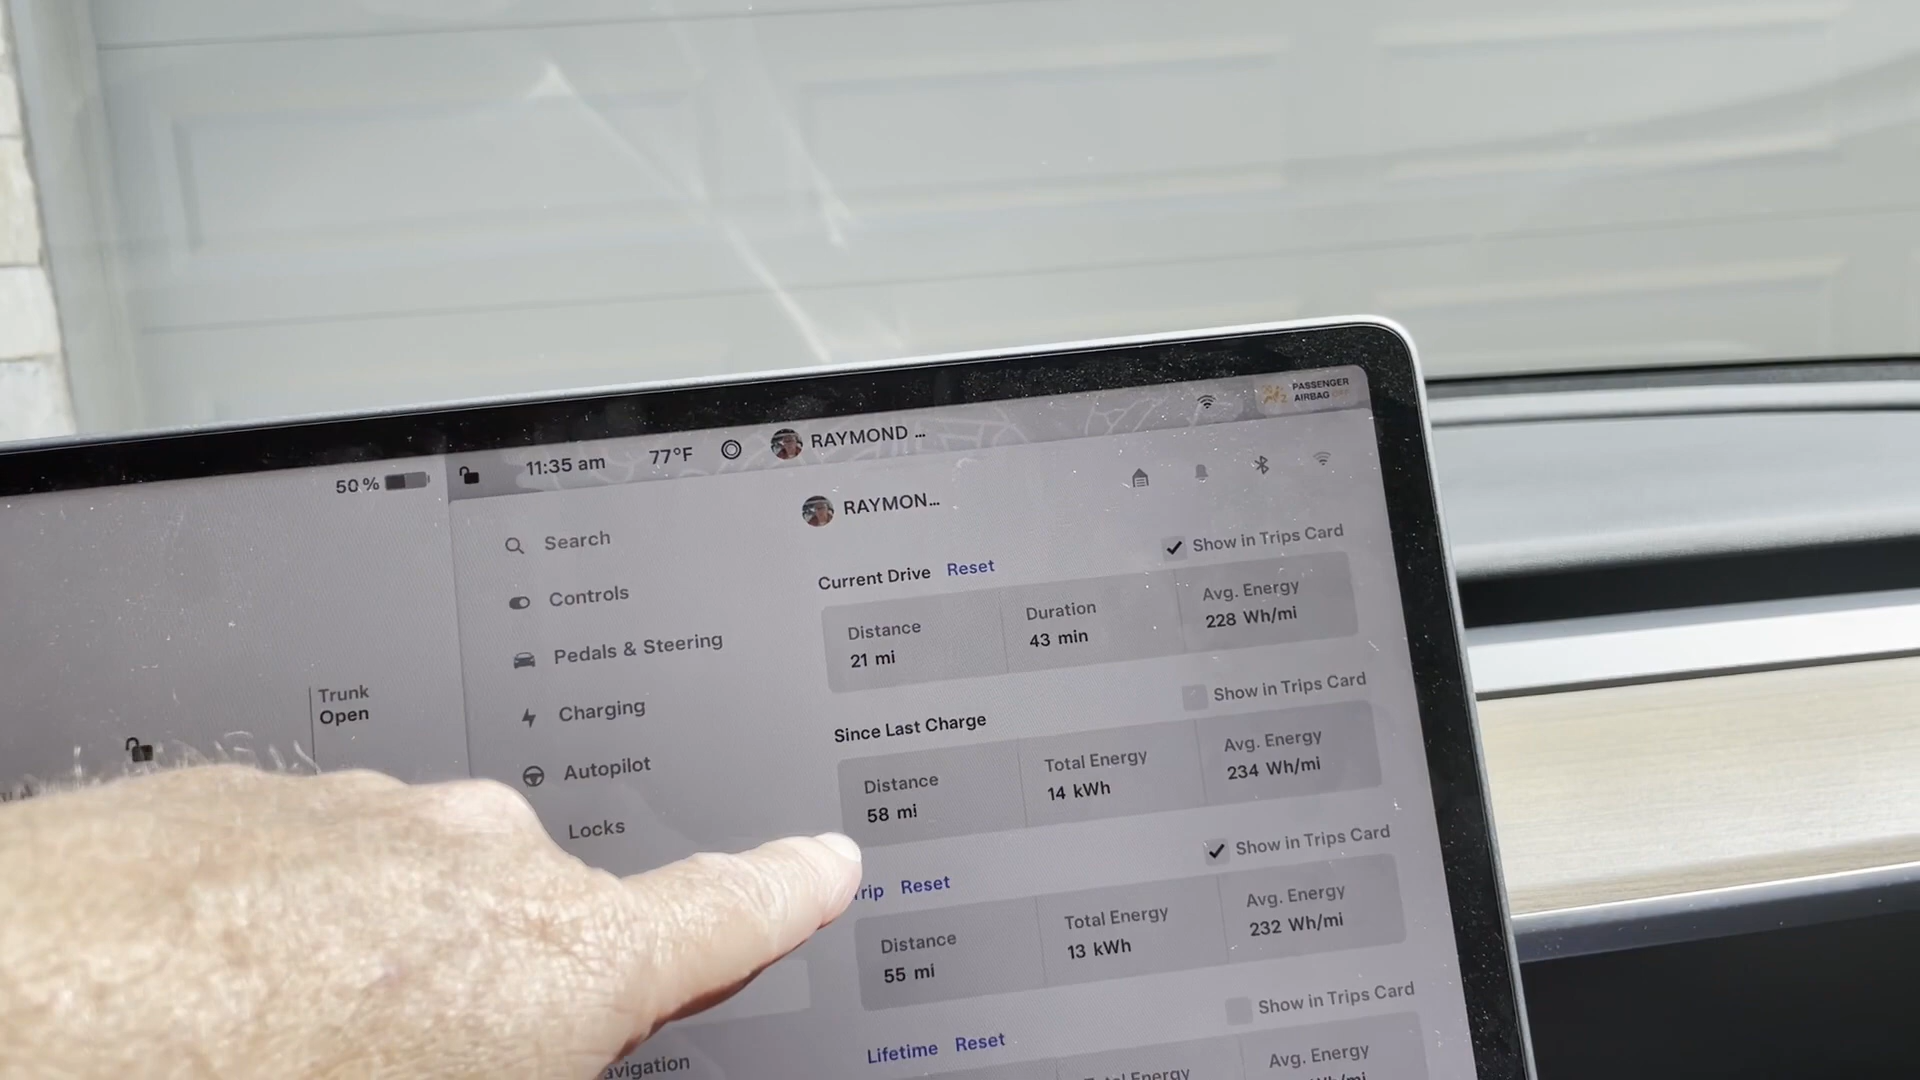 PASSENGER
AIRBAG OFF
50 %
11:35 am
77°F
RAYMOND ...
RAYMON...
Search
Controls
Pedals & Steering
Charging
Autopilot
Locks
Trunk
Open
Current Drive Reset
Show in Trips Card
Distance
21 mi
Duration
43 min
Avg. Energy
228 Wh/mi
Since Last Charge
Show in Trips Card
Distance
58 mi
Total Energy
14 kWh
Avg. Energy
234 Wh/mi
Reset
Show in Trips Card
Distance
55 mi
Total Energy
13 kWh
Avg. Energy
232 Wh/mi
Lifetime Reset
Show in Trips Card
Energy
Avg. Energy